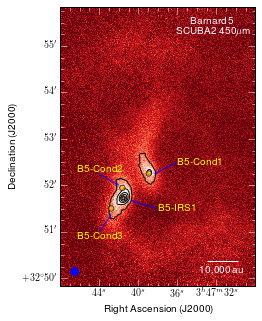 Barnard 5
SCUBA2 450μm
55′
54′
53′
52′
51′
+32°50′
Declination (J2000)
B5-Cond2
B5-Cond1
B5-IRS1
B5-Cond3
10,000 au
44ˢ
40ˢ
36ˢ
3ʰ47ᵐ32ˢ
Right Ascension (J2000)